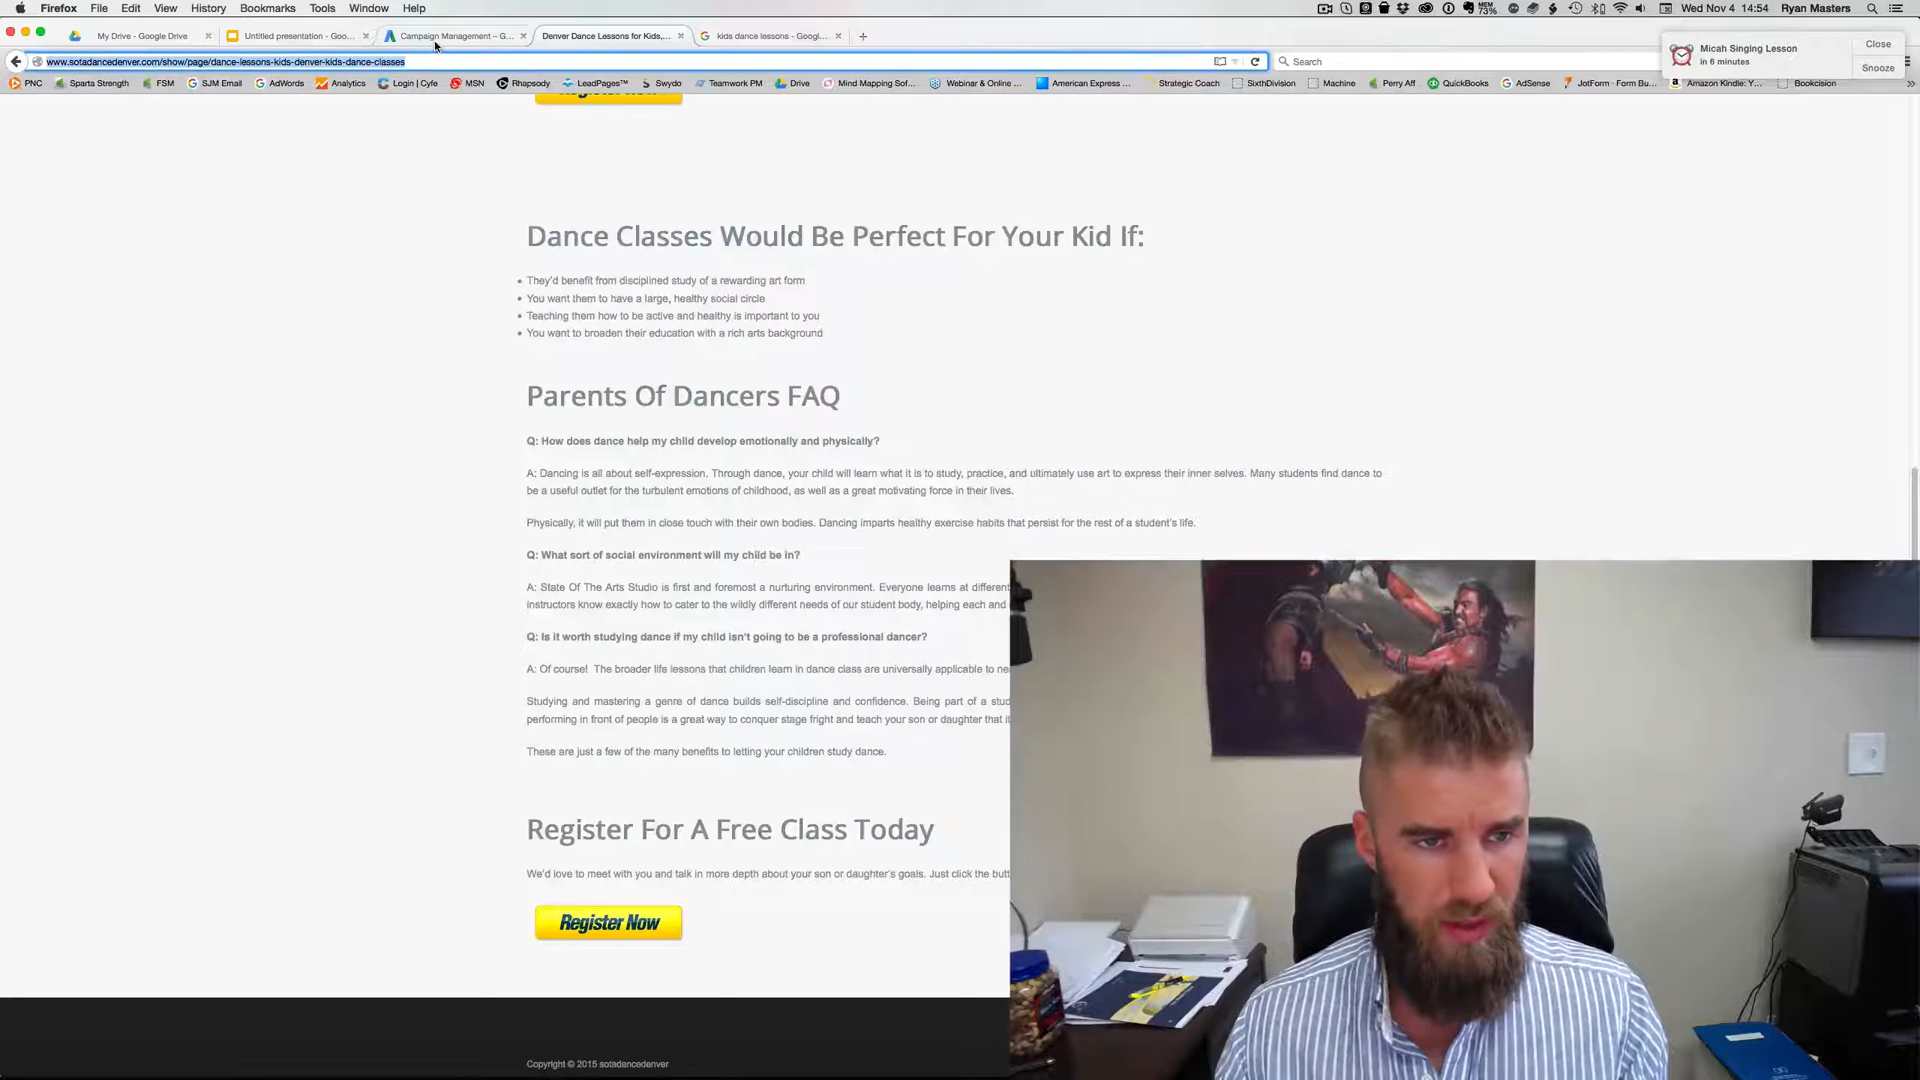 Firefox File Edit View History Bookmarks Tools Window Help
MEM 73% Wed Nov 4 14:54 Ryan Masters
My Drive - Google Drive
Untitled presentation - Goo...
Campaign Management – G...
Denver Dance Lessons for Kids,...
kids dance lessons - Googl...
www.sotadancedenver.com/show/page/dance-lessons-kids-denver-kids-dance-classes
Search
Micah Singing Lesson
in 6 minutes
Close
Snooze
PNC Sparta Strength FSM SJM Email AdWords Analytics Login | Cyfe MSN Rhapsody LeadPages™ Swydo Teamwork PM Drive Mind Mapping Sof... Webinar & Online ... American Express ... Strategic Coach SixthDivision Machine Perry Aff QuickBooks AdSense JotForm · Form Bu... Amazon Kindle: Y... Bookcision
Dance Classes Would Be Perfect For Your Kid If:
• They'd benefit from disciplined study of a rewarding art form
• You want them to have a large, healthy social circle
• Teaching them how to be active and healthy is important to you
• You want to broaden their education with a rich arts background
Parents Of Dancers FAQ
Q: How does dance help my child develop emotionally and physically?
A: Dancing is all about self-expression. Through dance, your child will learn what it is to study, practice, and ultimately use art to express their inner selves. Many students find dance to
be a useful outlet for the turbulent emotions of childhood, as well as a great motivating force in their lives.
Physically, it will put them in close touch with their own bodies. Dancing imparts healthy exercise habits that persist for the rest of a student's life.
Q: What sort of social environment will my child be in?
A: State Of The Arts Studio is first and foremost a nurturing environment. Everyone learns at different
instructors know exactly how to cater to the wildly different needs of our student body, helping each and
Q: Is it worth studying dance if my child isn't going to be a professional dancer?
A: Of course! The broader life lessons that children learn in dance class are universally applicable to
Studying and mastering a genre of dance builds self-discipline and confidence. Being part of a
performing in front of people is a great way to conquer stage fright and teach your son or daughter that
These are just a few of the many benefits to letting your children study dance.
Register For A Free Class Today
We'd love to meet with you and talk in more depth about your son or daughter's goals. Just click the
Register Now
Copyright © 2015 sotadancedenver